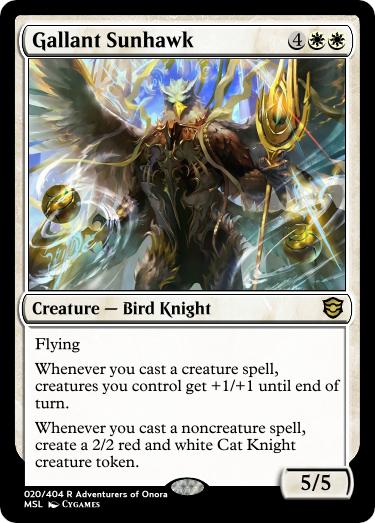 Gallant Sunhawk 4
Creature — Bird Knight
Flying
Whenever you cast a creature spell,
creatures you control get +1/+1 until end of
turn.
Whenever you cast a noncreature spell,
create a 2/2 red and white Cat Knight
creature token.
5/5
020/404 R Adventurers of Onora
MSL Cygames